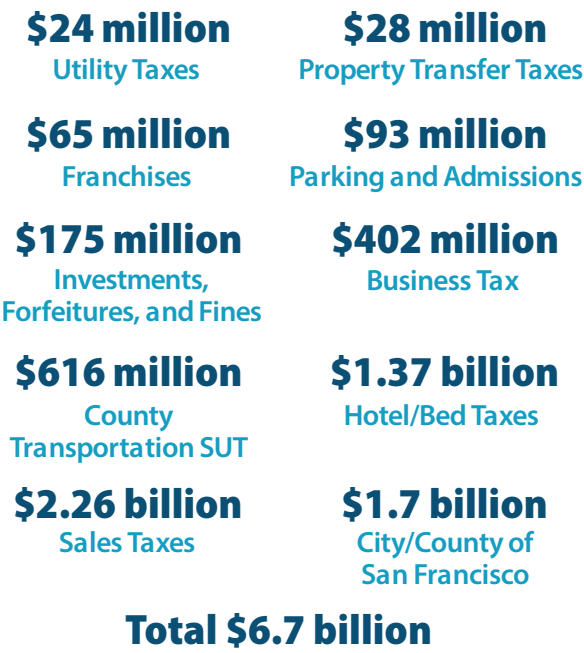 $24 million
Utility Taxes
$28 million
Property Transfer Taxes
$65 million
Franchises
$93 million
Parking and Admissions
$175 million
Investments,
Forfeitures, and Fines
$402 million
Business Tax
$616 million
County
Transportation SUT
$1.37 billion
Hotel/Bed Taxes
$2.26 billion
Sales Taxes
$1.7 billion
City/County of
San Francisco
Total $6.7 billion